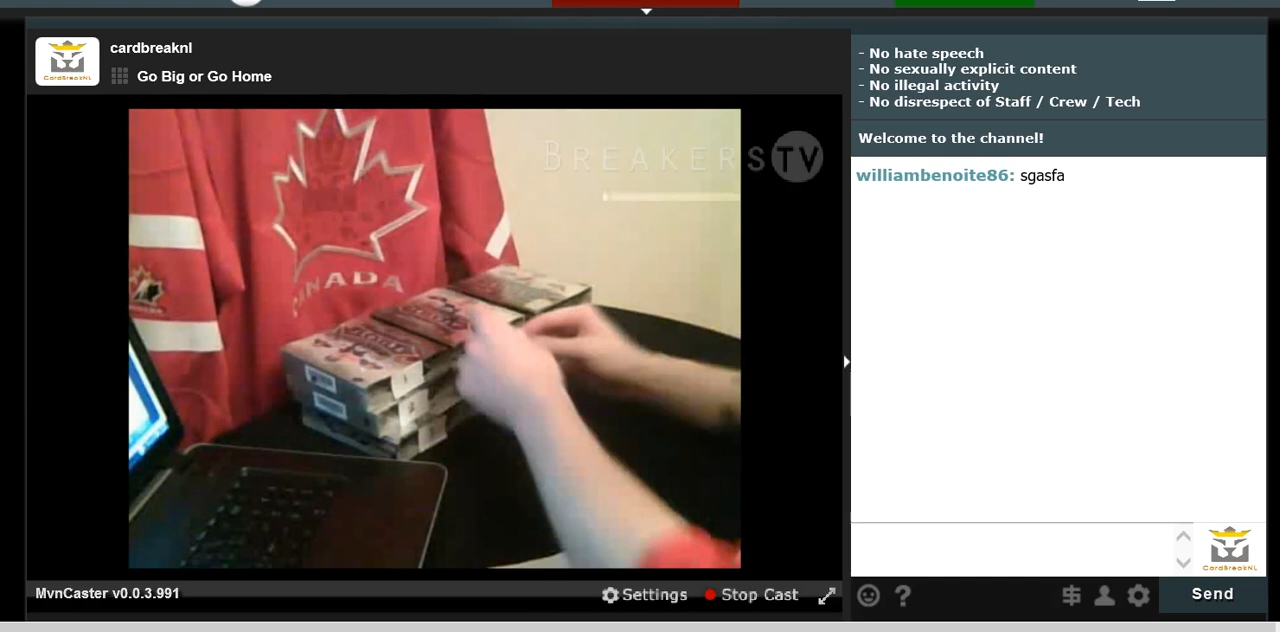 cardbreaknl
CardBreakNL
Go Big or Go Home
BREAKERS TV
CANADA
MvnCaster v0.0.3.991
Settings
Stop Cast
- No hate speech
- No sexually explicit content
- No illegal activity
- No disrespect of Staff / Crew / Tech
Welcome to the channel!
williambenoite86: sgasfa
CardBreakNL
Send